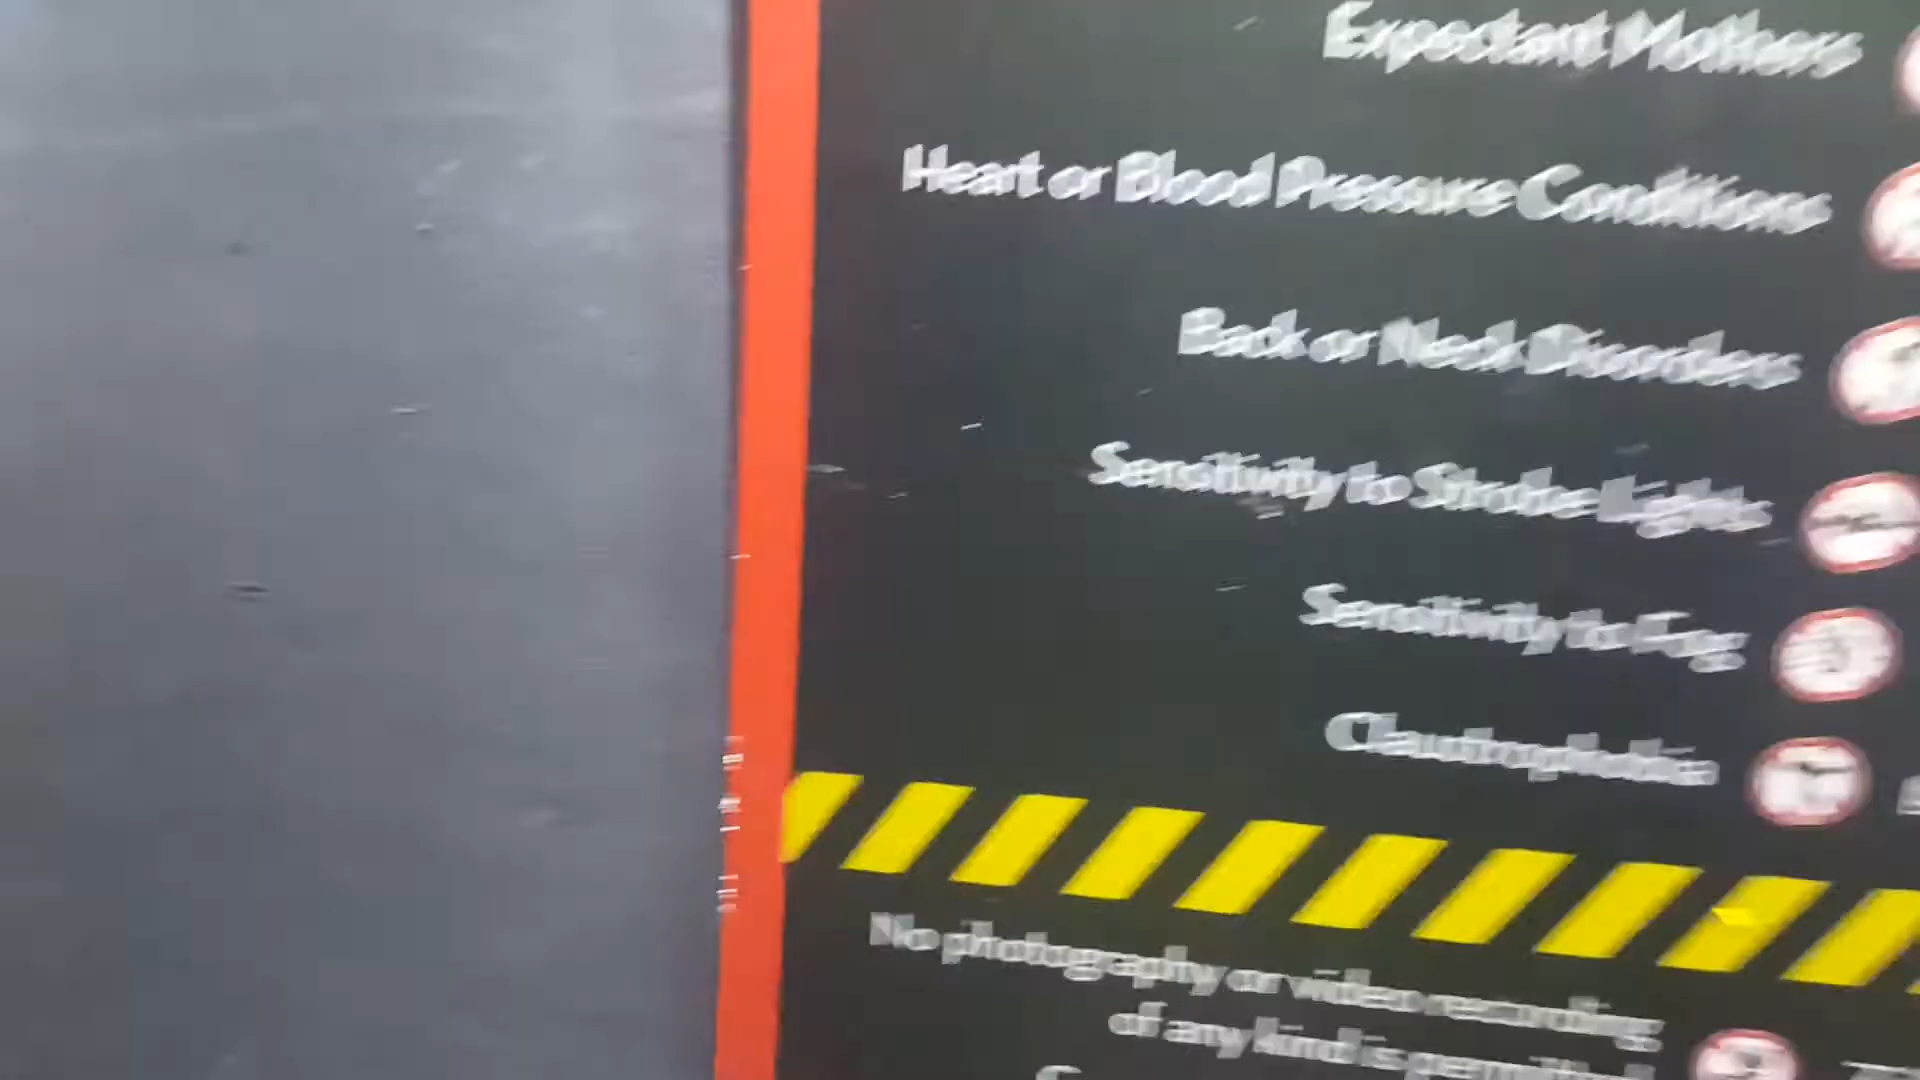 Expectant Mothers
Heart or Blood Pressure Conditions
Back or Neck Disorders
Sensitivity to Strobe Lights
Sensitivity to Fog
Claustrophobia
No photography or video recording
of any kind is permitted